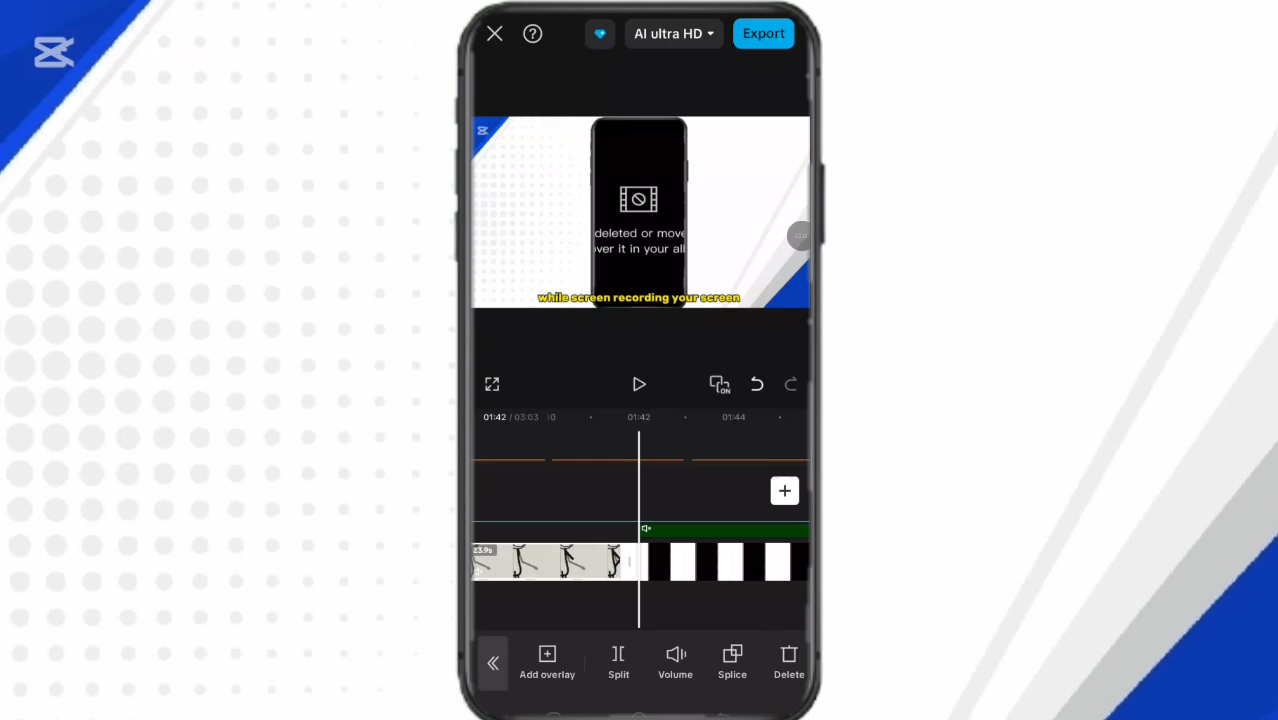 AI ultra HD
Export
deleted or move
over it in your all
while screen recording your screen
ON
01:42 / 03:03
01:42
01:44
23.9s
Add overlay
Split
Volume
Splice
Delete